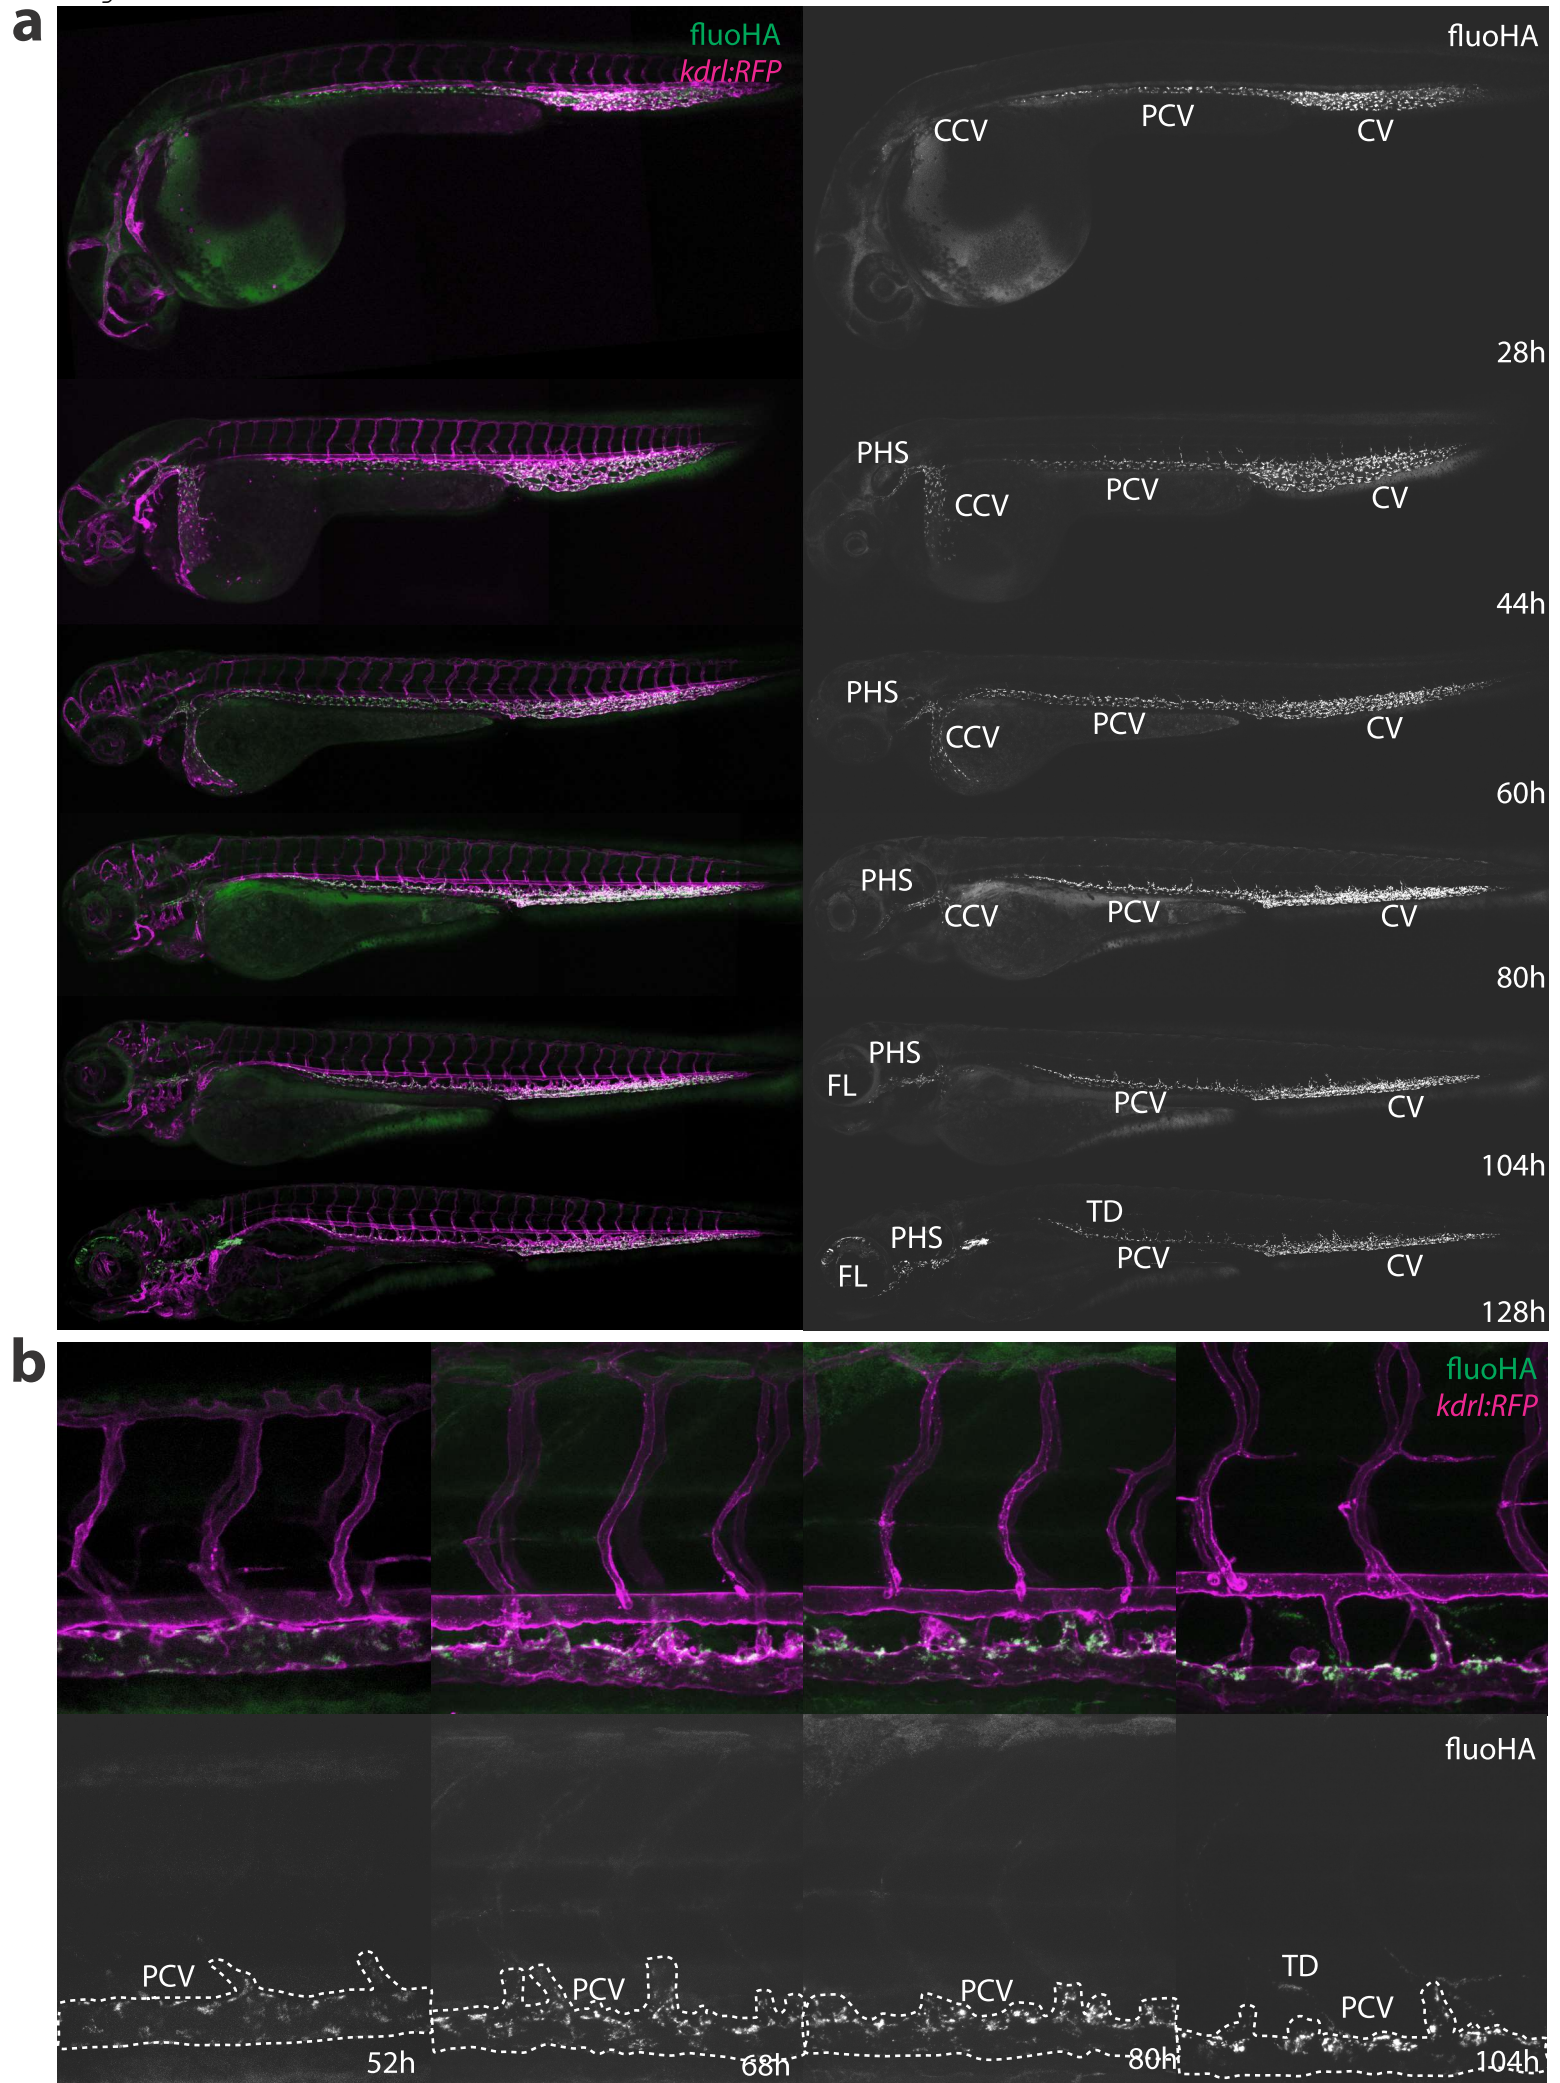 a
fluoHA
kdrl:RFP
fluoHA
CCV
PCV
CV
28h
PHS
CCV
PCV
CV
44h
PHS
CCV
PCV
CV
60h
PHS
CCV
PCV
CV
80h
PHS
FL
PCV
CV
104h
TD
PHS
PCV
FL
CV
128h
b
fluoHA
kdrl:RFP
fluoHA
PCV
52h
PCV
68h
PCV
80h
TD
PCV
104h